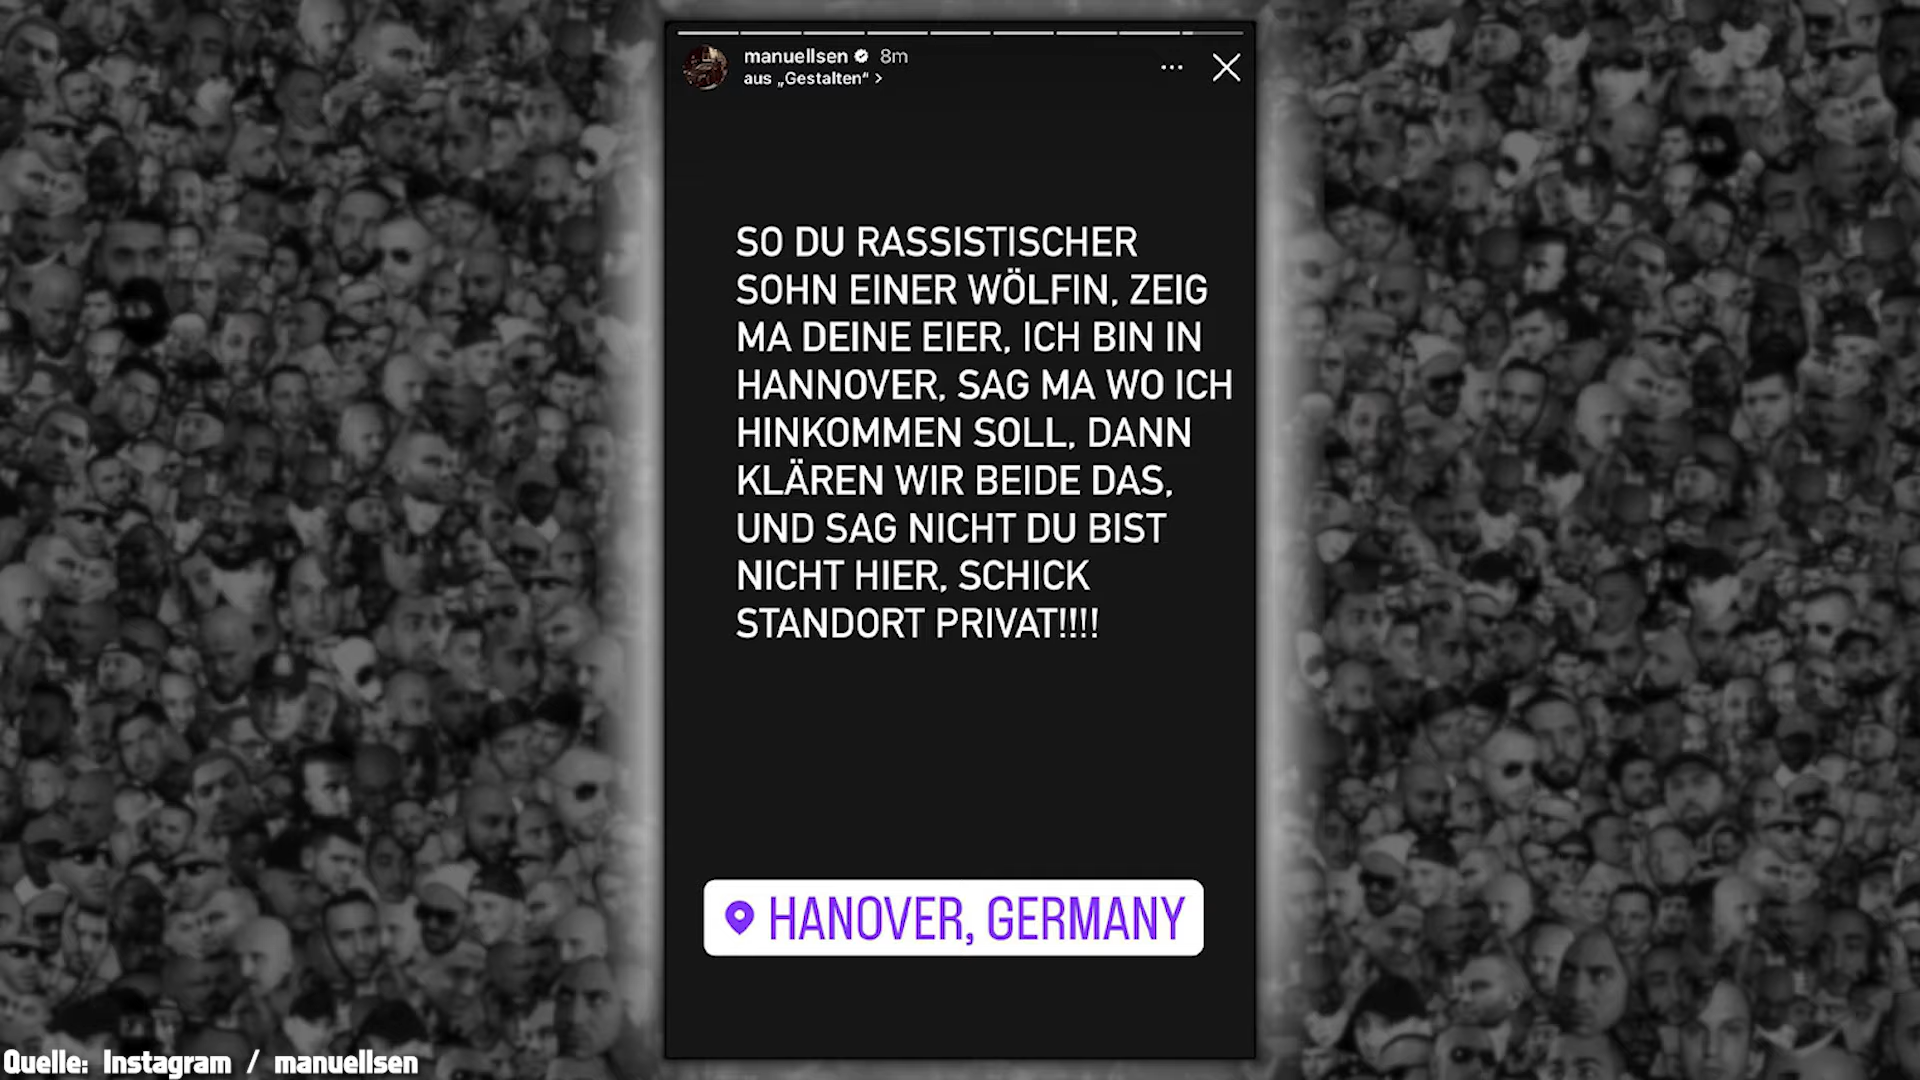 manuellsen 8m
aus „Gestalten“ >
SO DU RASSISTISCHER
SOHN EINER WÖLFIN, ZEIG
MA DEINE EIER, ICH BIN IN
HANNOVER, SAG MA WO ICH
HINKOMMEN SOLL, DANN
KLÄREN WIR BEIDE DAS,
UND SAG NICHT DU BIST
NICHT HIER, SCHICK
STANDORT PRIVAT!!!!
HANOVER, GERMANY
Quelle: Instagram / manuellsen